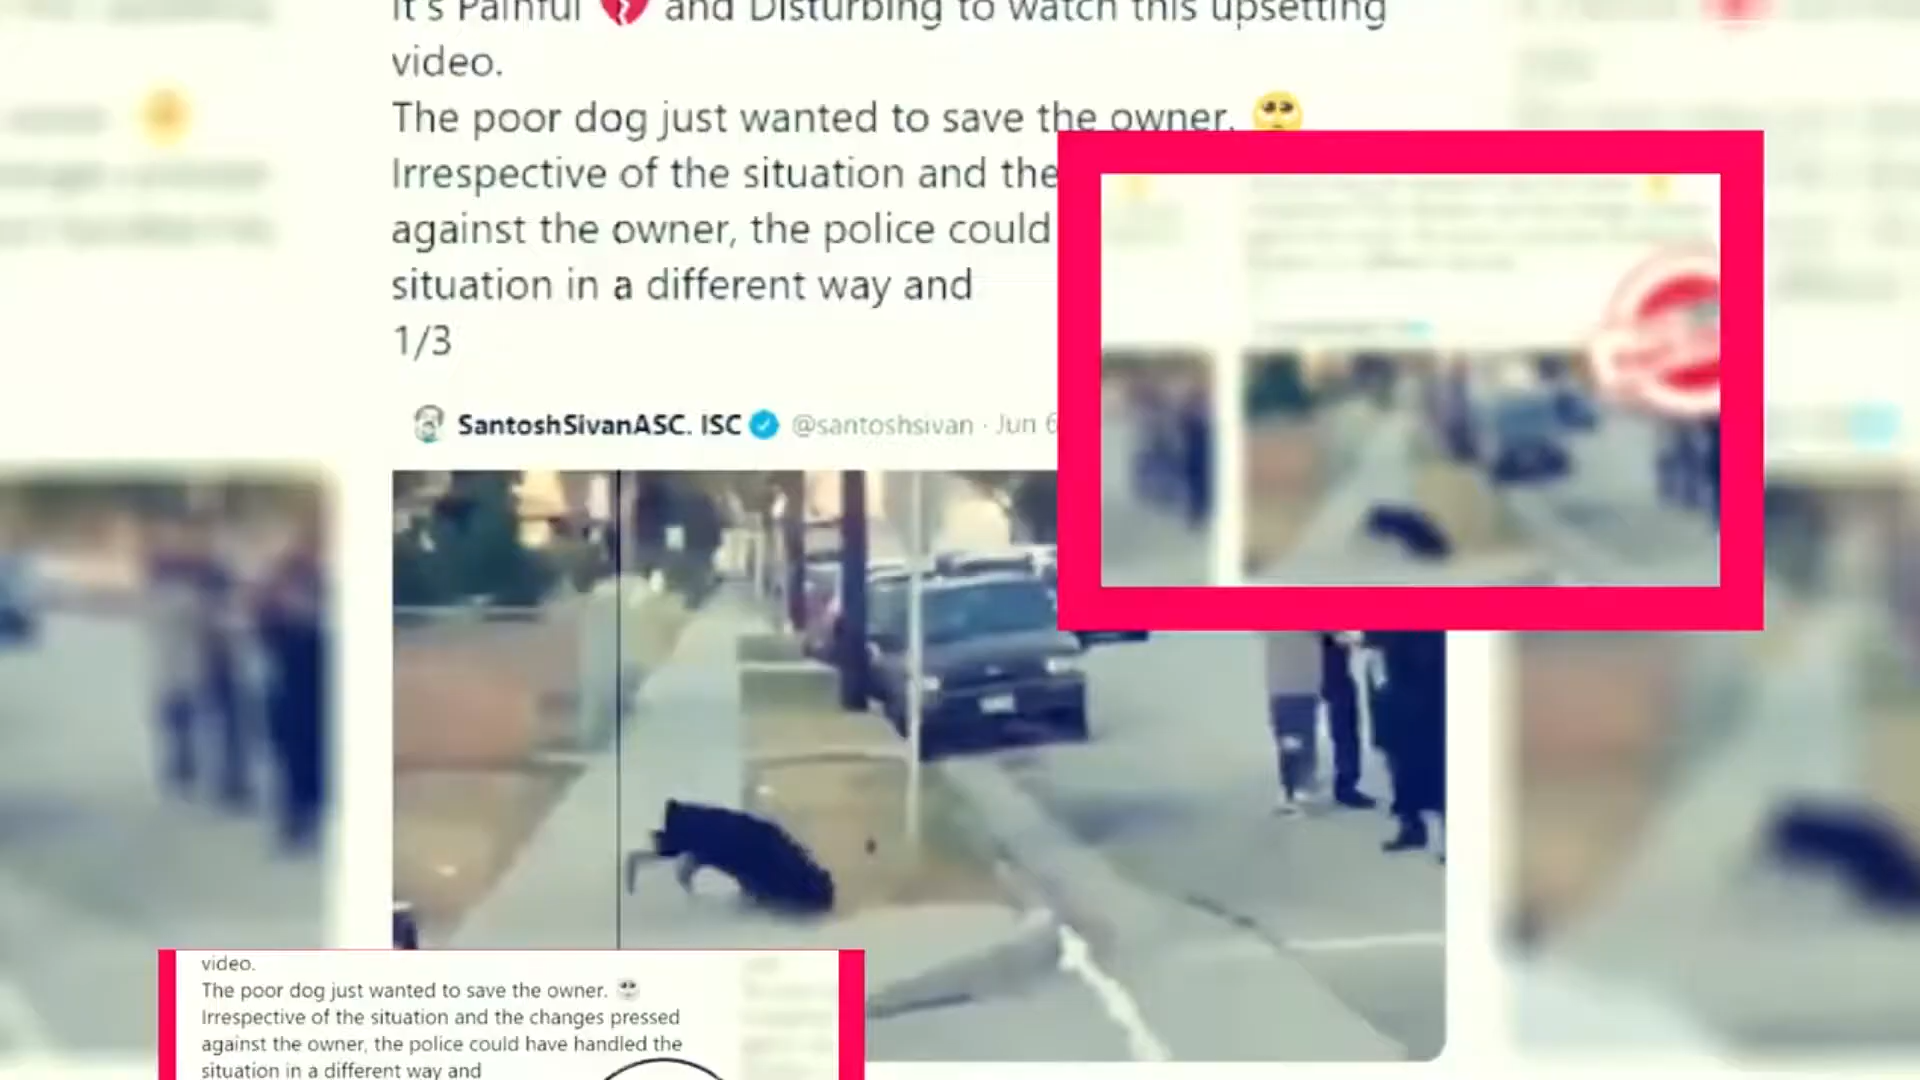 It's Painful 💔 and Disturbing to watch this upsetting
video.
The poor dog just wanted to save the owner. 🥺
Irrespective of the situation and the
against the owner, the police could
situation in a different way and
1/3
SantoshSivanASC. ISC @santoshsivan · Jun 6
video.
The poor dog just wanted to save the owner. 🥺
Irrespective of the situation and the changes pressed
against the owner, the police could have handled the
situation in a different way and